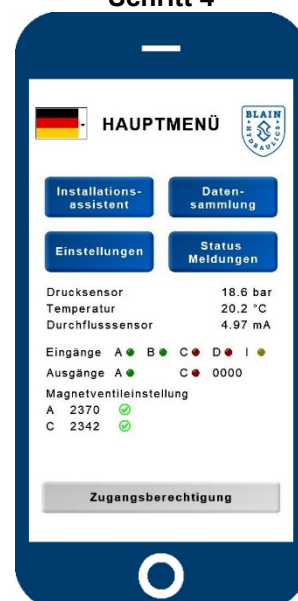 Schritt 4
HAUPTMENÜ
BLAIN
HYDRAULICS
Installations-
assistent
Daten-
sammlung
Einstellungen
Status
Meldungen
Drucksensor 18.6 bar
Temperatur 20.2 °C
Durchflusssensor 4.97 mA
Eingänge A B C D I
Ausgänge A C 0000
Magnetventileinstellung
A 2370
C 2342
Zugangsberechtigung